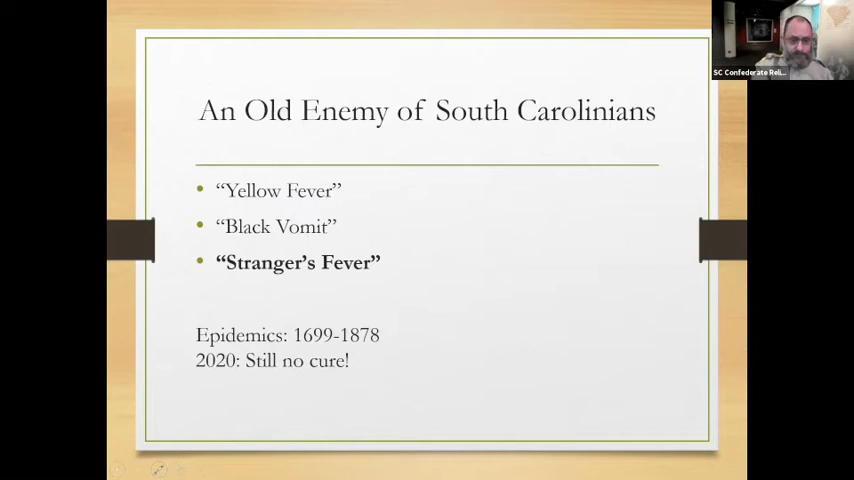 SC Confederate Reli...
An Old Enemy of South Carolinians
• “Yellow Fever”
• “Black Vomit”
• “Stranger’s Fever”
Epidemics: 1699-1878
2020: Still no cure!